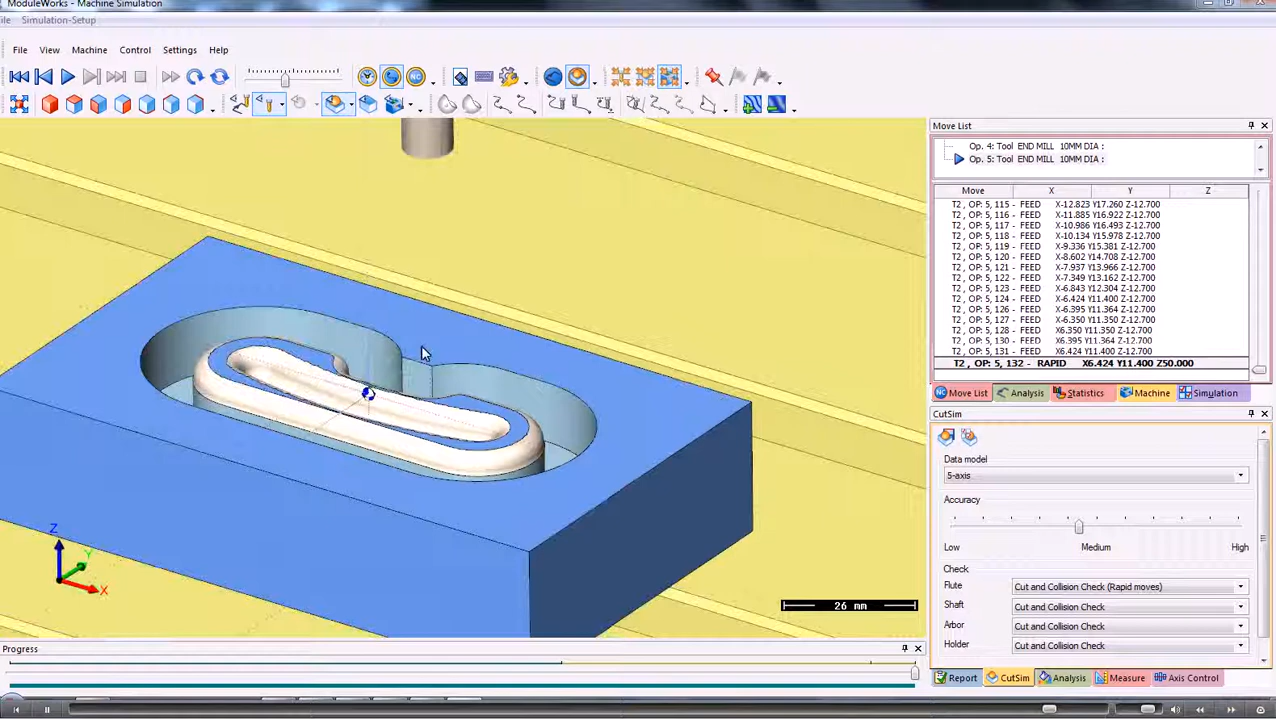 ModuleWorks - Machine Simulation
ile Simulation-Setup
File View Machine Control Settings Help
NC
Move List
Op. 4: Tool END MILL 10MM DIA :
Op. 5: Tool END MILL 10MM DIA :
Move X Y Z
T2 , OP: 5, 115 - FEED X-12.823 Y17.260 Z-12.700
T2 , OP: 5, 116 - FEED X-11.885 Y16.922 Z-12.700
T2 , OP: 5, 117 - FEED X-10.986 Y16.493 Z-12.700
T2 , OP: 5, 118 - FEED X-10.134 Y15.978 Z-12.700
T2 , OP: 5, 119 - FEED X-9.336 Y15.381 Z-12.700
T2 , OP: 5, 120 - FEED X-8.602 Y14.708 Z-12.700
T2 , OP: 5, 121 - FEED X-7.937 Y13.966 Z-12.700
T2 , OP: 5, 122 - FEED X-7.349 Y13.162 Z-12.700
T2 , OP: 5, 123 - FEED X-6.843 Y12.304 Z-12.700
T2 , OP: 5, 124 - FEED X-6.424 Y11.400 Z-12.700
T2 , OP: 5, 126 - FEED X-6.395 Y11.364 Z-12.700
T2 , OP: 5, 127 - FEED X-6.350 Y11.350 Z-12.700
T2 , OP: 5, 128 - FEED X6.350 Y11.350 Z-12.700
T2 , OP: 5, 130 - FEED X6.395 Y11.364 Z-12.700
T2 , OP: 5, 131 - FEED X6.424 Y11.400 Z-12.700
T2 , OP: 5, 132 - RAPID X6.424 Y11.400 Z50.000
NC Move List Analysis Statistics Machine Simulation
CutSim
Data model
5-axis
Accuracy
Low Medium High
Check
Flute Cut and Collision Check (Rapid moves)
Shaft Cut and Collision Check
Arbor Cut and Collision Check
Holder Cut and Collision Check
Report CutSim Analysis Measure Axis Control
Z
Y
X
26 mm
Progress